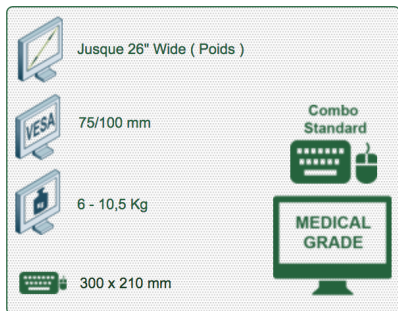 Jusque 26" Wide ( Poids )
VESA
75/100 mm
KG
6 - 10,5 Kg
300 x 210 mm
Combo
Standard
MEDICAL
GRADE